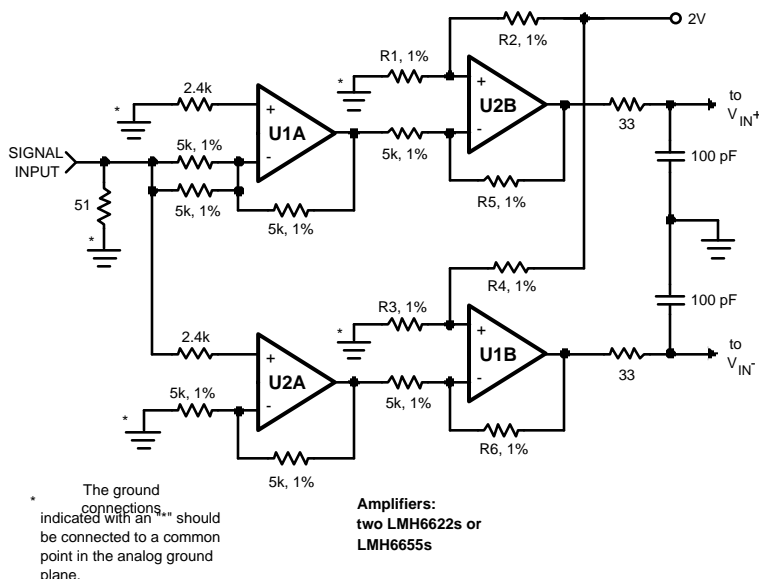 2V
R2, 1%
R1, 1%
*
2.4k
*
+
U1A
-
+
U2B
-
to
VIN+
33
5k, 1%
5k, 1%
SIGNAL
INPUT
100 pF
5k, 1%
51
R5, 1%
5k, 1%
*
R4, 1%
R3, 1%
100 pF
*
2.4k
+
U1B
-
to
VIN-
+
U2A
-
33
5k, 1%
5k, 1%
*
R6, 1%
5k, 1%
* The ground
connections
indicated with an "*" should
be connected to a common
point in the analog ground
plane.
Amplifiers:
two LMH6622s or
LMH6655s